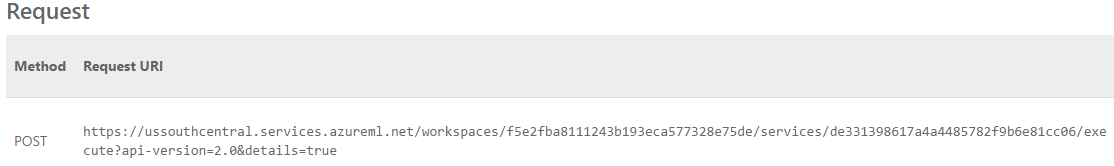 Request
Method Request URI
POST https://ussouthcentral.services.azureml.net/workspaces/f5e2fba8111243b193eca577328e75de/services/de331398617a4a4485782f9b6e81cc06/exe
cute?api-version=2.0&details=true